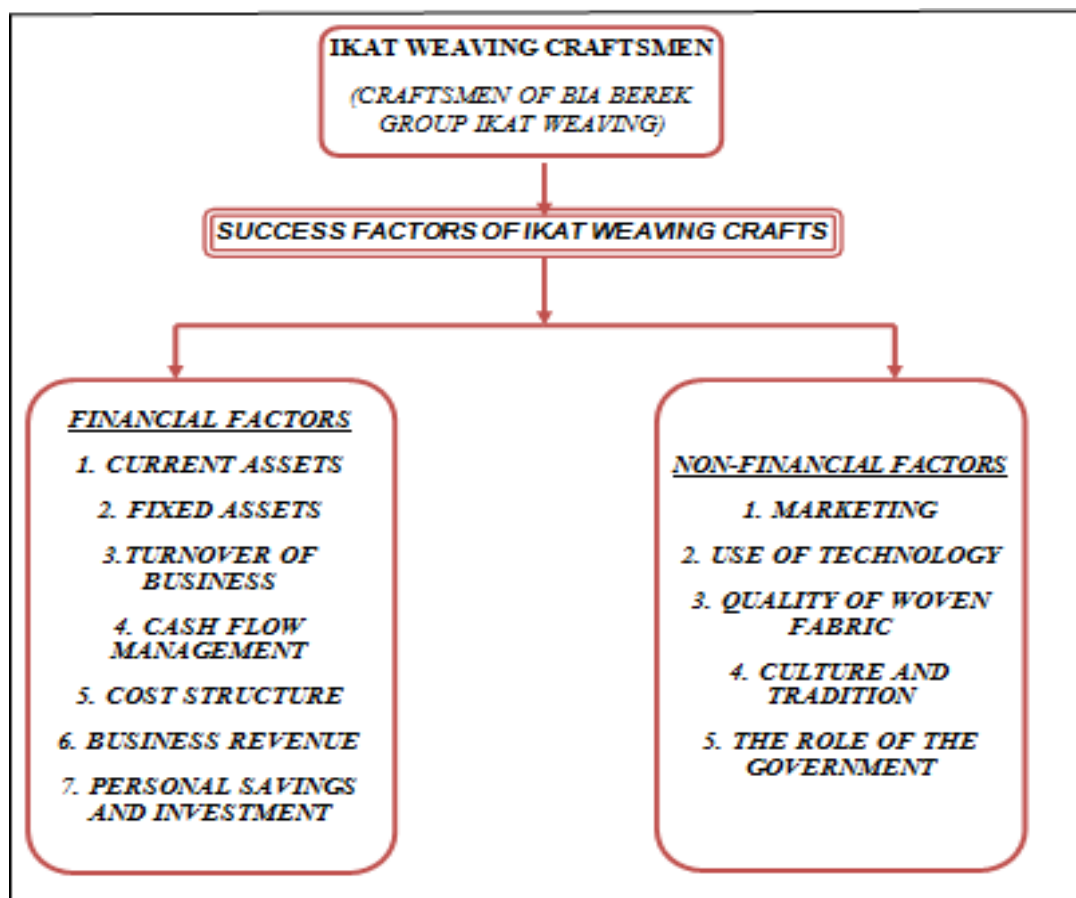 IKAT WEAVING CRAFTSMEN
(CRAFTSMEN OF BIA BEREK
GROUP IKAT WEAVING)
SUCCESS FACTORS OF IKAT WEAVING CRAFTS
FINANCIAL FACTORS
1. CURRENT ASSETS
2. FIXED ASSETS
3.TURNOVER OF
BUSINESS
4. CASH FLOW
MANAGEMENT
5. COST STRUCTURE
6. BUSINESS REVENUE
7. PERSONAL SAVINGS
AND INVESTMENT
NON-FINANCIAL FACTORS
1. MARKETING
2. USE OF TECHNOLOGY
3. QUALITY OF WOVEN
FABRIC
4. CULTURE AND
TRADITION
5. THE ROLE OF THE
GOVERNMENT